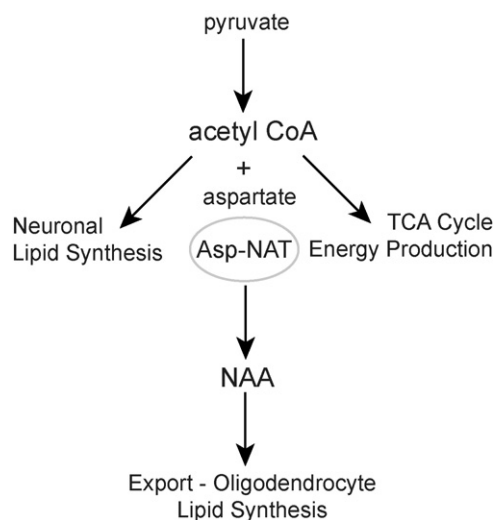 pyruvate
acetyl CoA
+
aspartate
Neuronal
Lipid Synthesis
Asp-NAT
TCA Cycle
Energy Production
NAA
Export - Oligodendrocyte
Lipid Synthesis